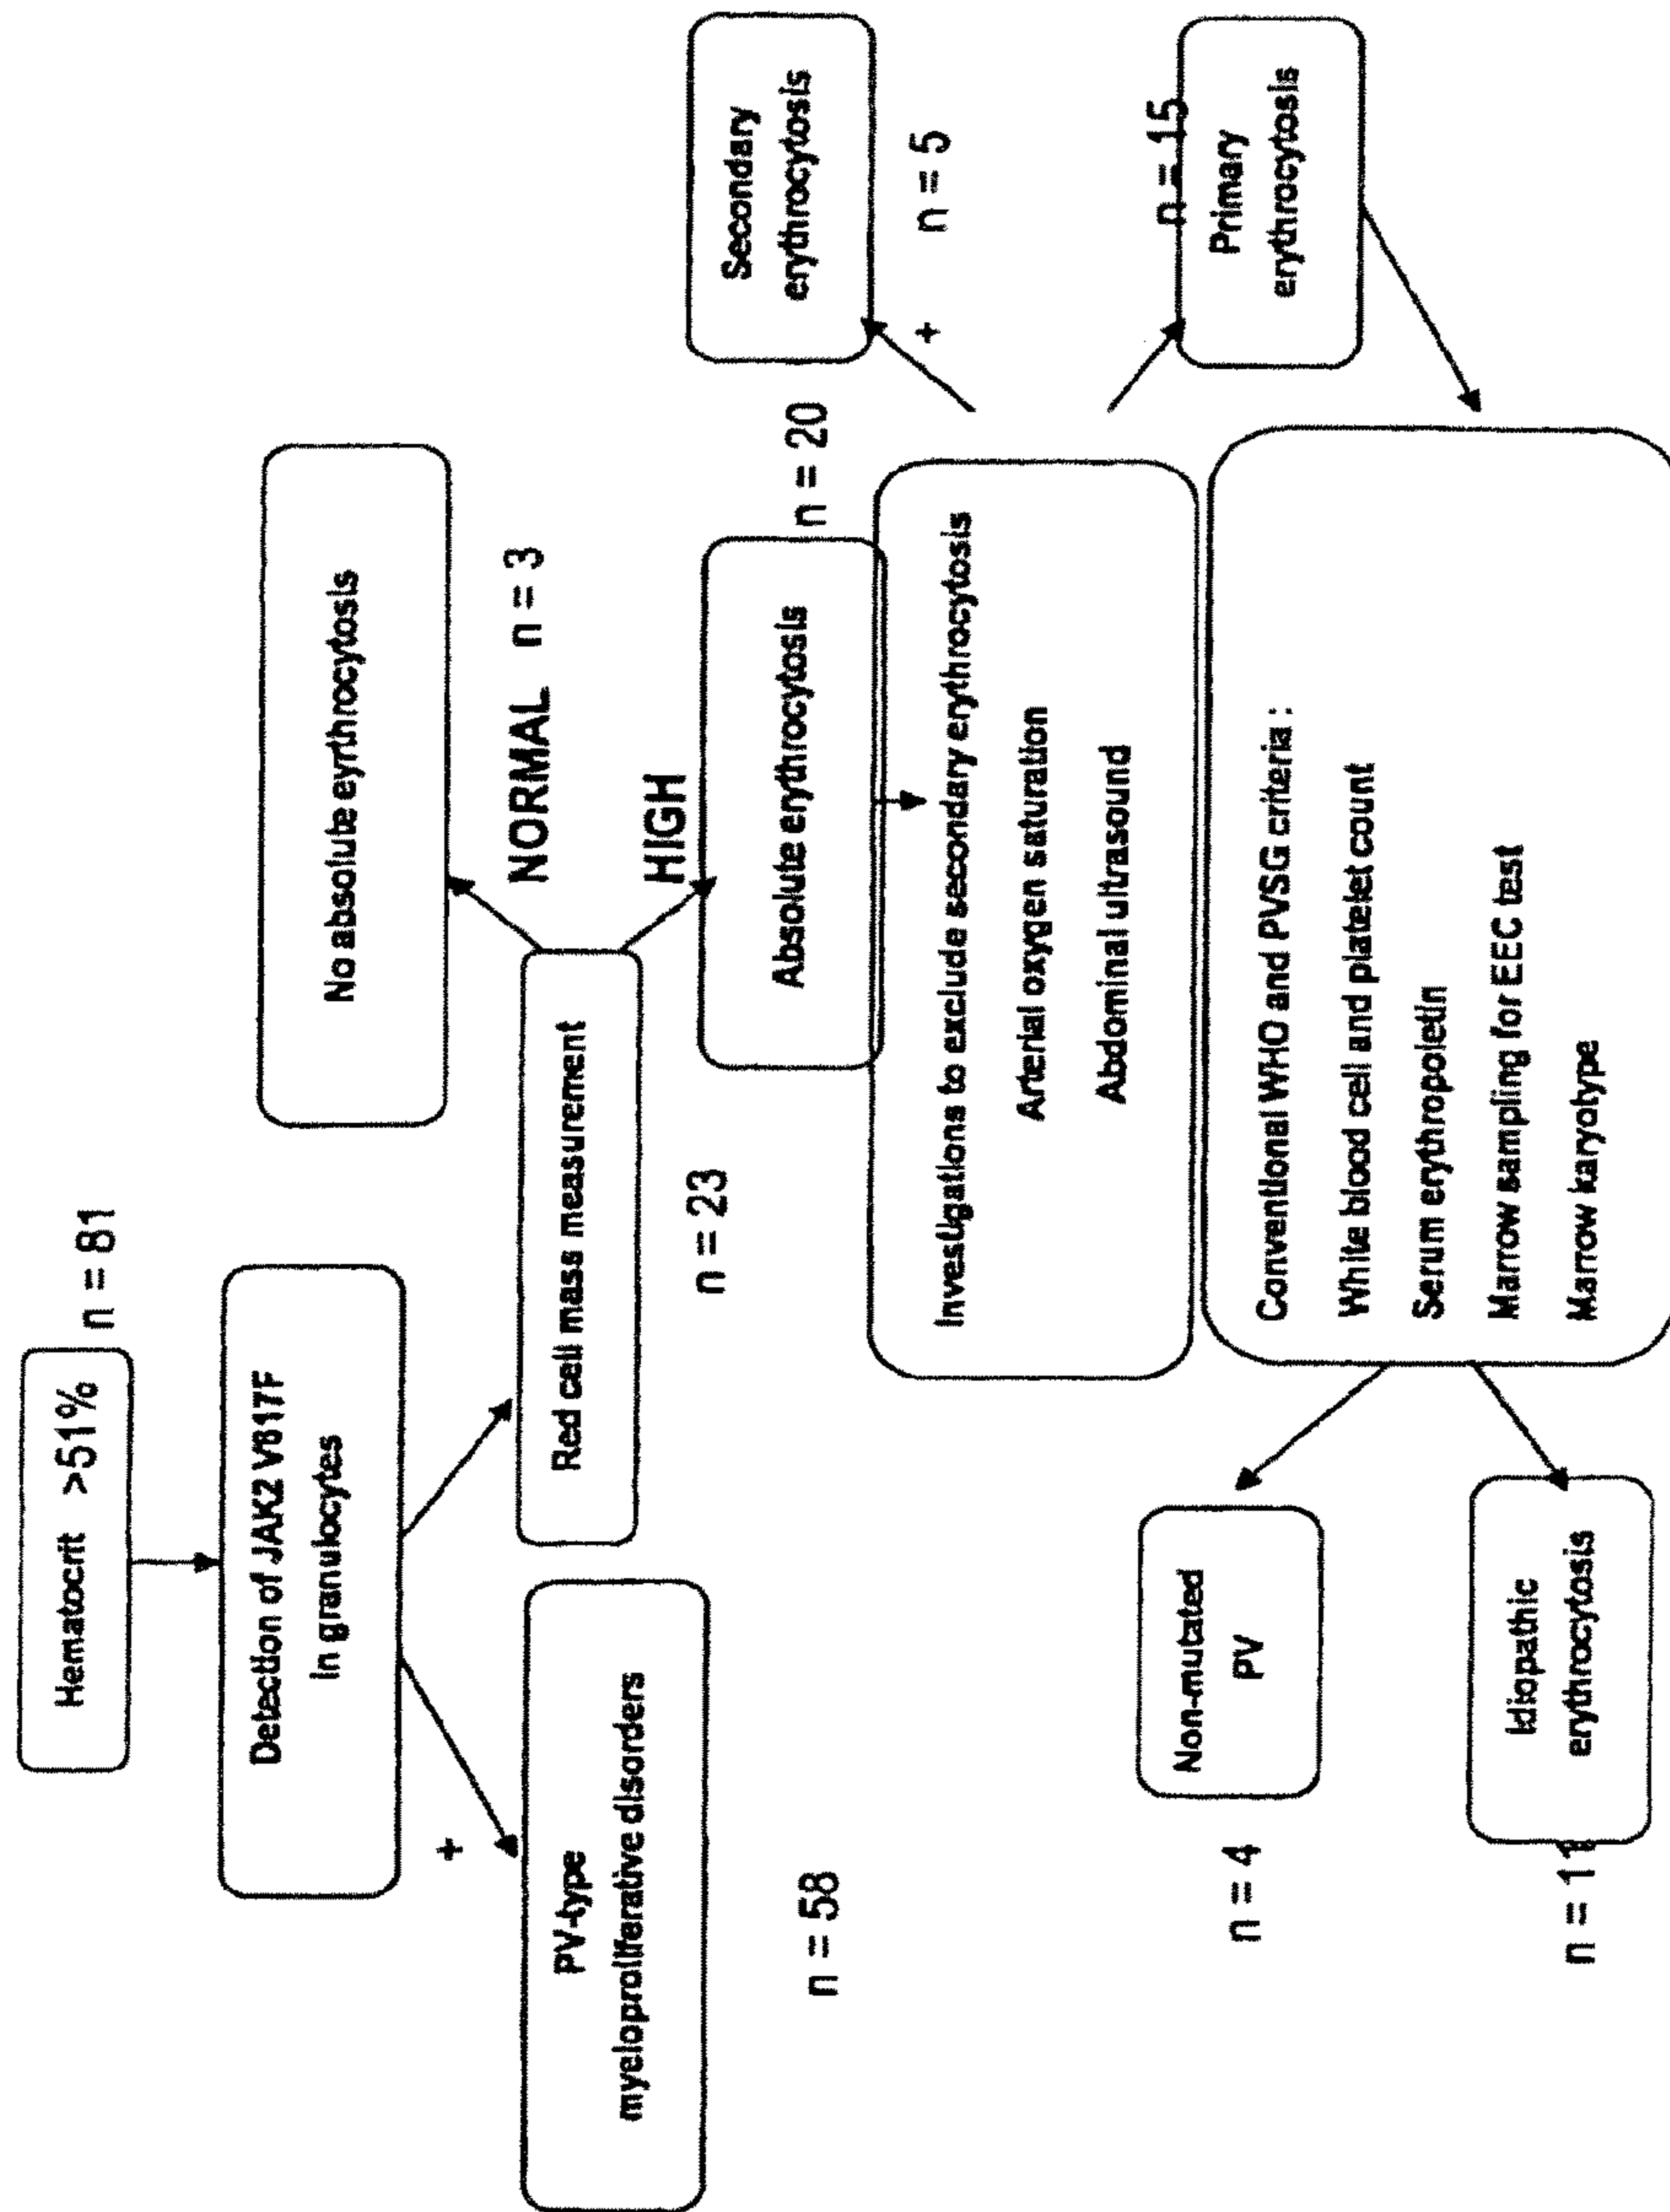 Hematocrit >51%
n = 81
Detection of JAK2 V617F
in granulocytes
+
PV-type
myeloproliferative disorders
n = 58
Red cell mass measurement
n = 23
No absolute eyrthrocytosis
NORMAL n = 3
HIGH
Absolute erythrocytosis
n = 20
Investigations to exclude secondary erythrocytosis
Arterial oxygen saturation
Abdominal ultrasound
Secondary
erythrocytosis
+
n = 5
n = 15
Primary
erythrocytosis
Conventional WHO and PVSG criteria :
White blood cell and platelet count
Serum erythropoletin
Marrow sampling for EEC test
Marrow karyotype
Non-mutated
PV
n = 4
Idiopathic
erythrocytosis
n = 11